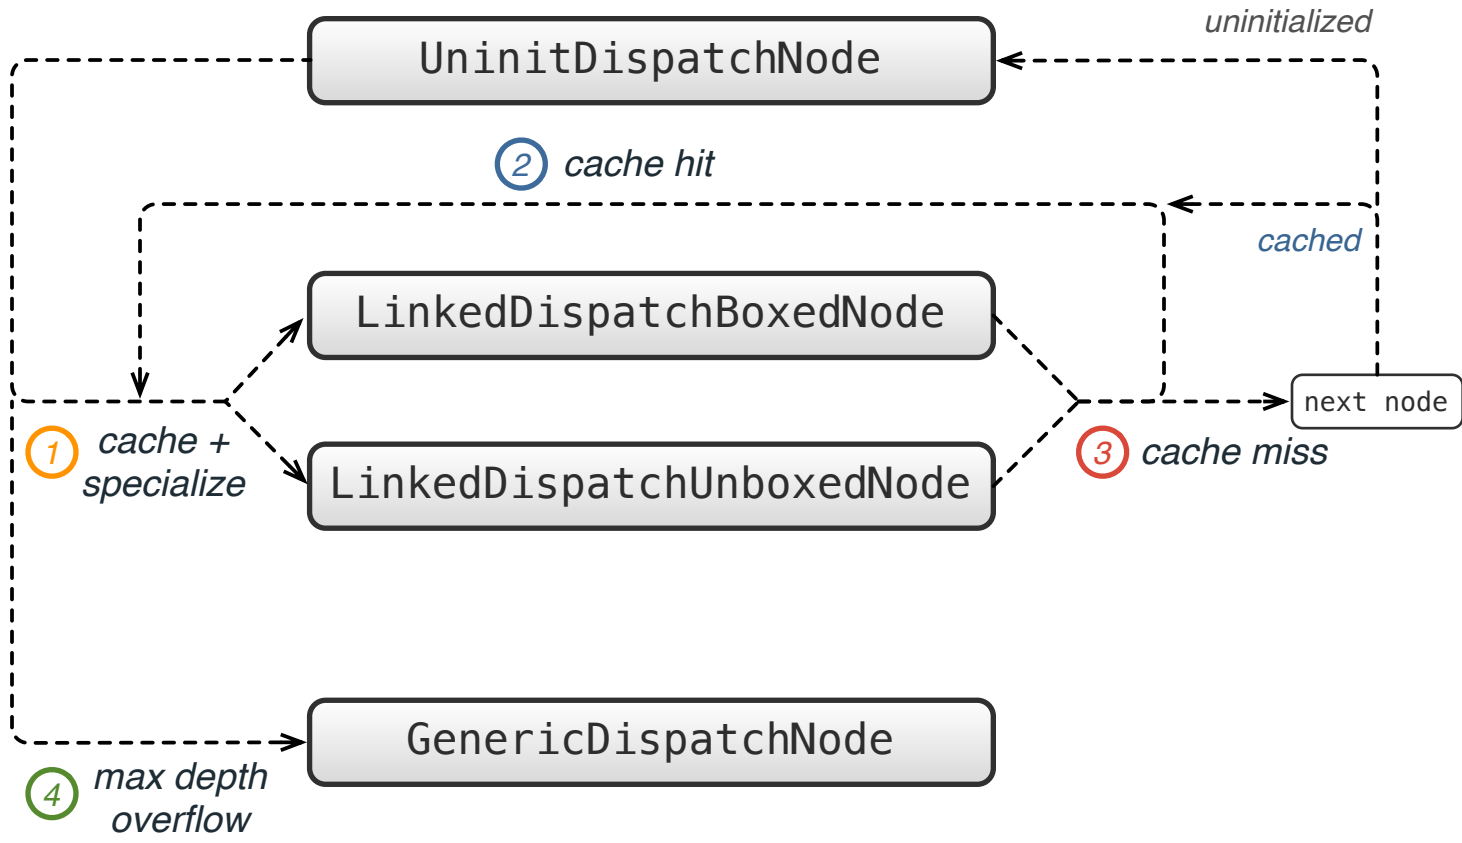 uninitialized
UninitDispatchNode
2 cache hit
cached
LinkedDispatchBoxedNode
next node
1 cache +
specialize
3 cache miss
LinkedDispatchUnboxedNode
GenericDispatchNode
4 max depth
overflow